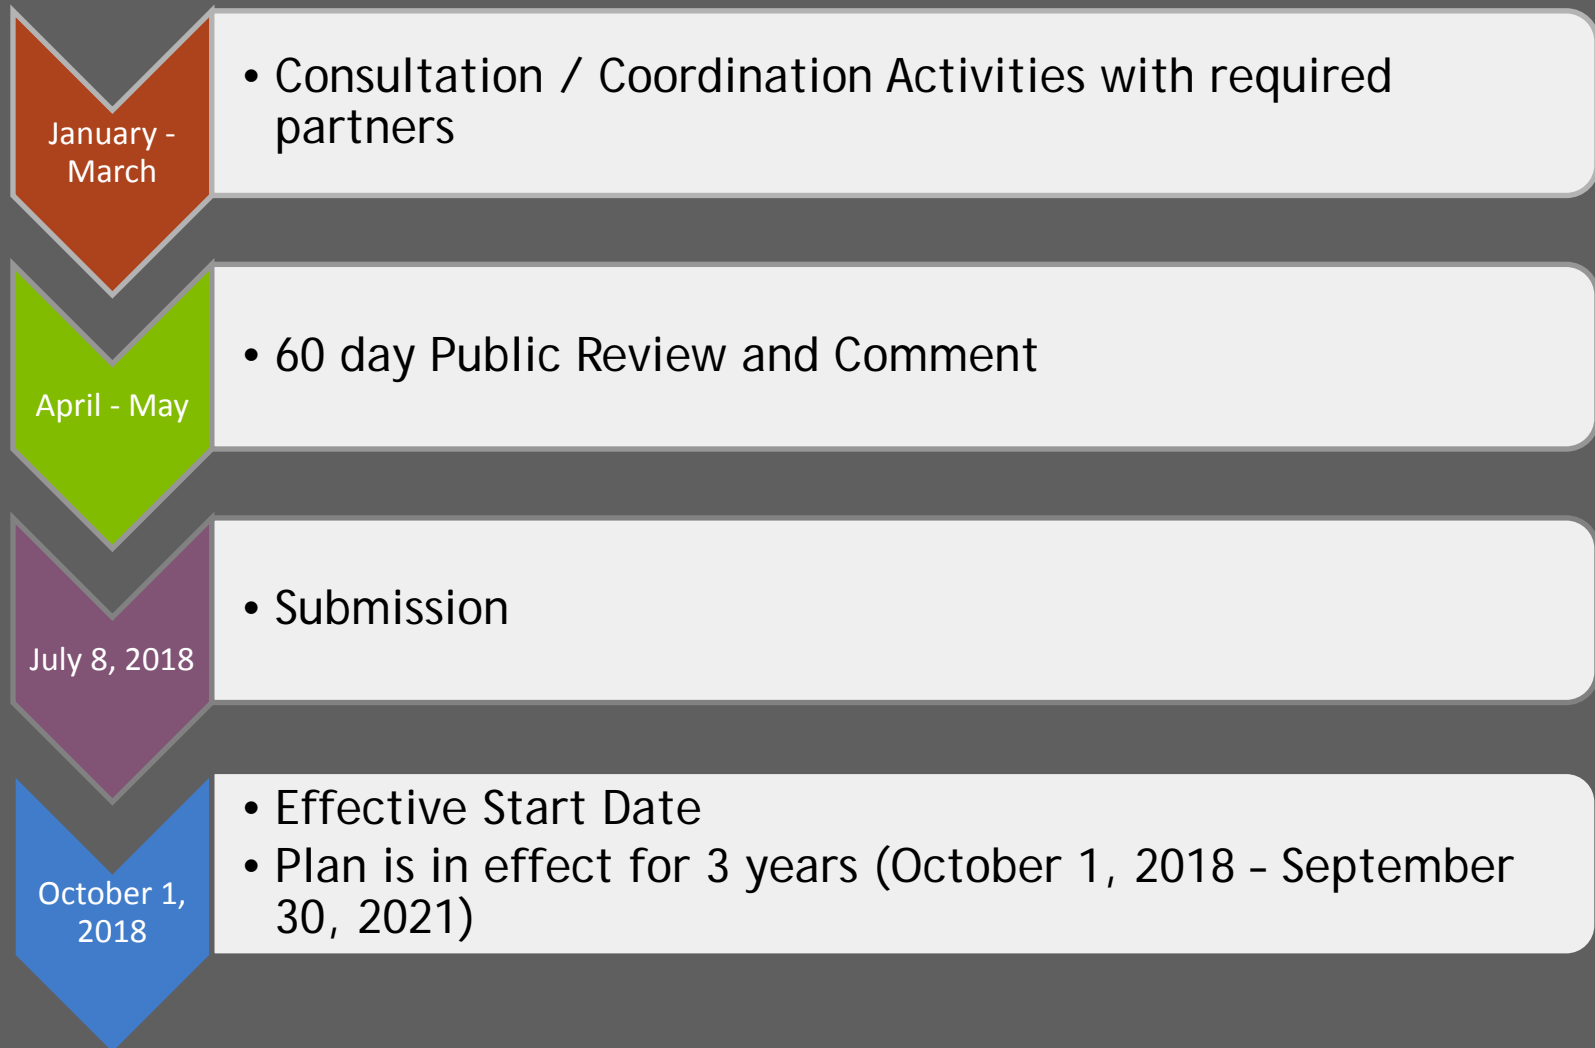 January -
March
• Consultation / Coordination Activities with required
partners
April - May
• 60 day Public Review and Comment
July 8, 2018
• Submission
October 1,
2018
• Effective Start Date
• Plan is in effect for 3 years (October 1, 2018 – September
30, 2021)